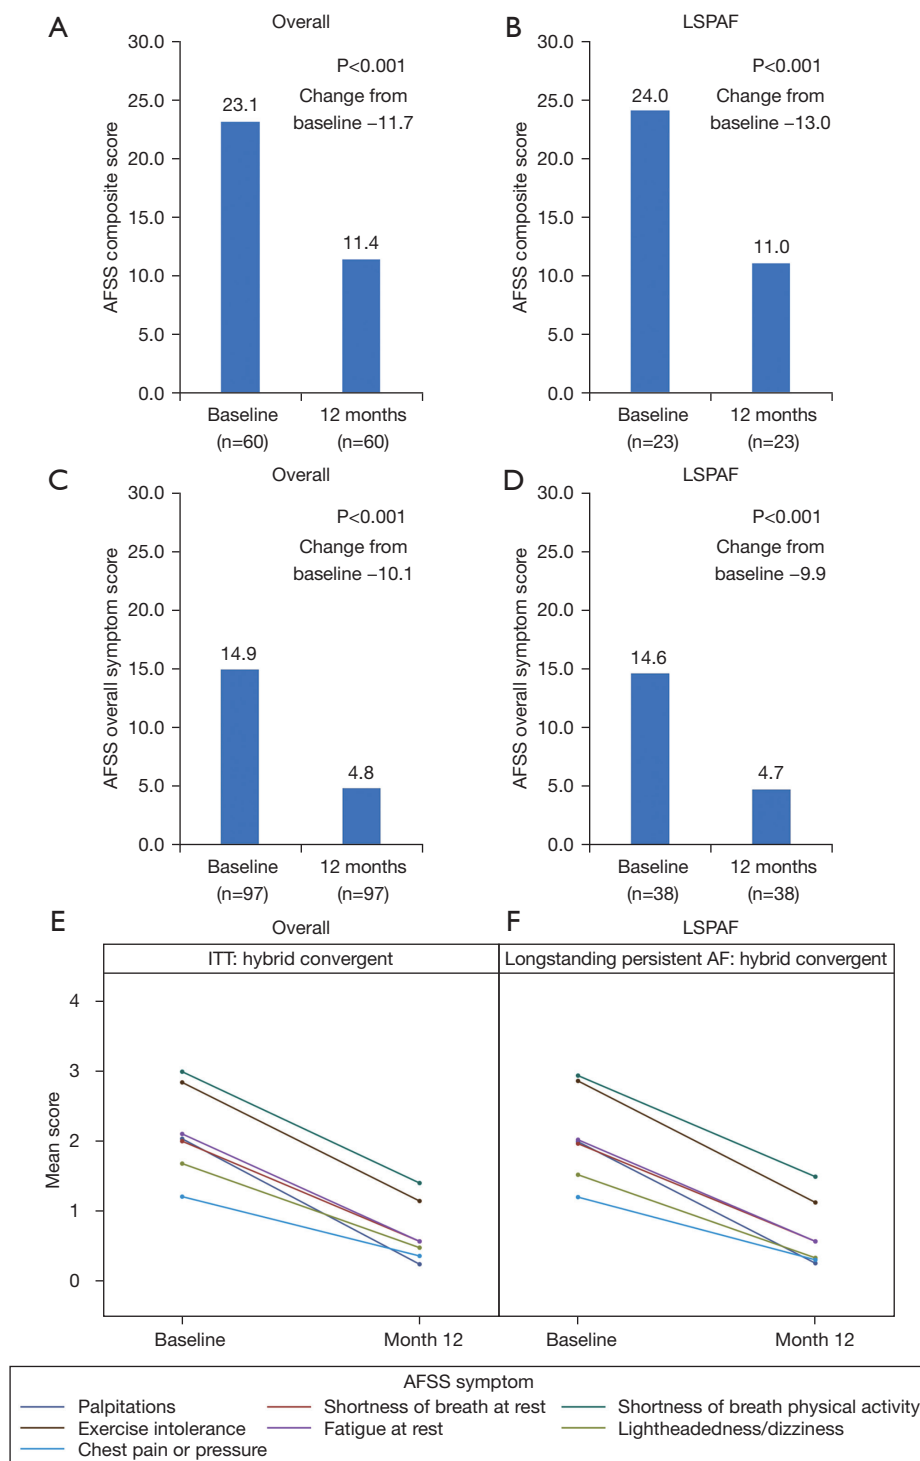 A
Overall
30.0
25.0
20.0
15.0
10.0
5.0
0.0
AFSS composite score
P<0.001
Change from
baseline −11.7
23.1
11.4
Baseline
12 months
(n=60)
(n=60)
B
LSPAF
30.0
25.0
20.0
15.0
10.0
5.0
0.0
AFSS composite score
P<0.001
Change from
baseline −13.0
24.0
11.0
Baseline
12 months
(n=23)
(n=23)
C
Overall
30.0
25.0
20.0
15.0
10.0
5.0
0.0
AFSS overall symptom score
P<0.001
Change from
baseline −10.1
14.9
4.8
Baseline
12 months
(n=97)
(n=97)
D
LSPAF
30.0
25.0
20.0
15.0
10.0
5.0
0.0
AFSS overall symptom score
P<0.001
Change from
baseline −9.9
14.6
4.7
Baseline
12 months
(n=38)
(n=38)
E
Overall
ITT: hybrid convergent
4
3
2
1
0
Mean score
Baseline
Month 12
F
LSPAF
Longstanding persistent AF: hybrid convergent
Baseline
Month 12
AFSS symptom
Palpitations
Shortness of breath at rest
Shortness of breath physical activity
Exercise intolerance
Fatigue at rest
Lightheadedness/dizziness
Chest pain or pressure